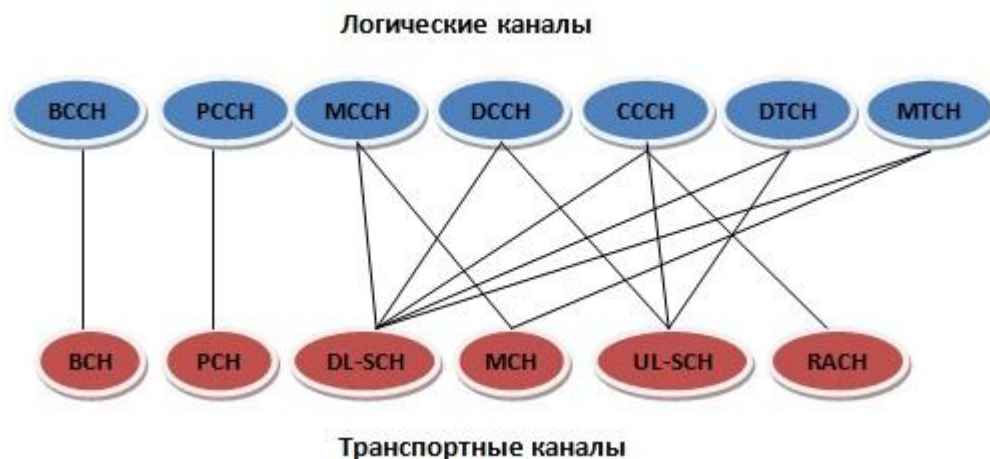 Логические каналы
BCCH PCCH MCCH DCCH CCCH DTCH MTCH
BCH PCH DL-SCH MCH UL-SCH RACH
Транспортные каналы